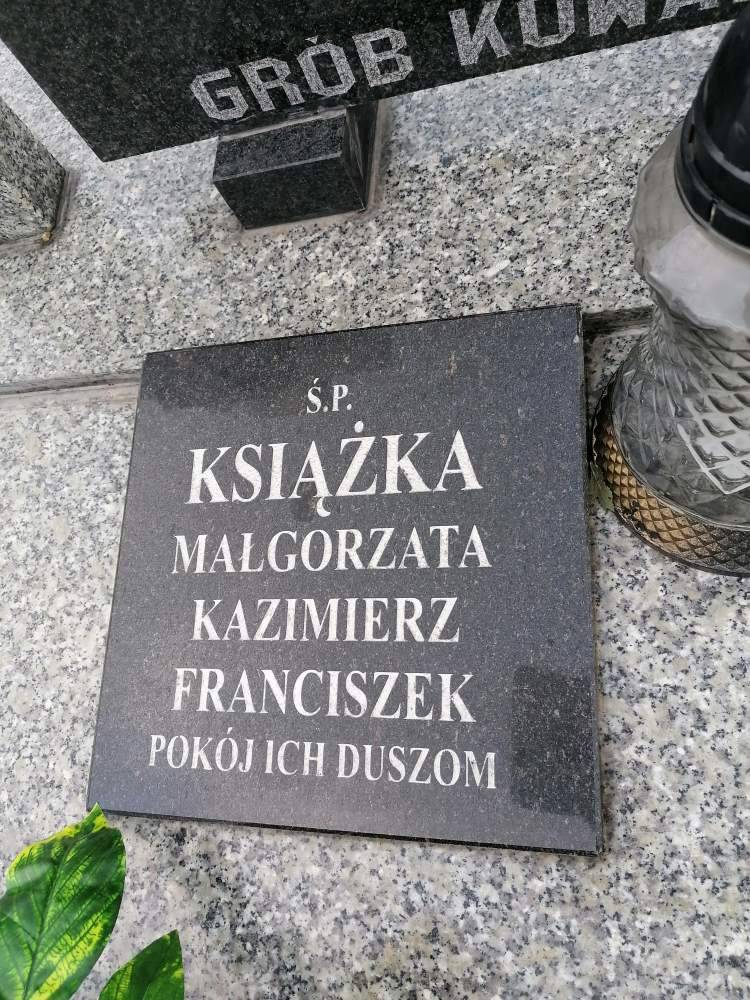 GRÓB
Ś.P.
KSIĄŻKA
MAŁGORZATA
KAZIMIERZ
FRANCISZEK
POKÓJ ICH DUSZOM